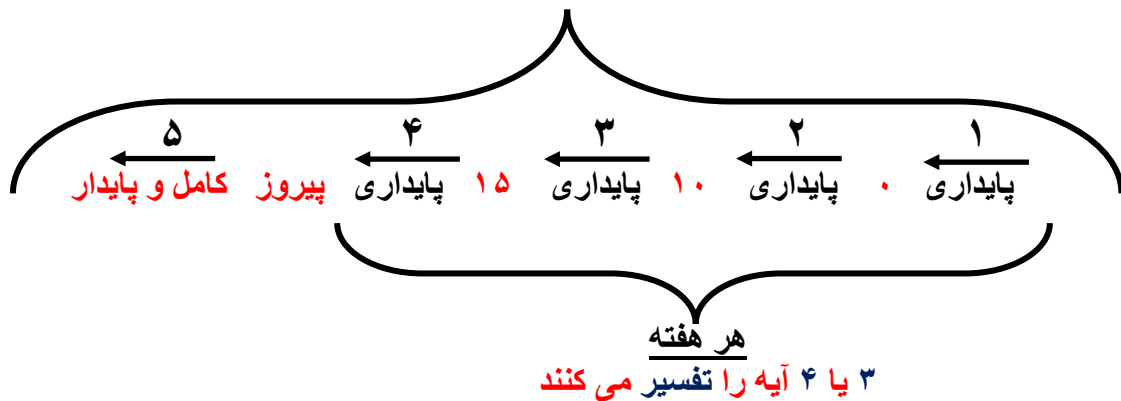 ۱ ۲ ۳ ۴ ۵
پایداری ۰ پایداری ۱۰ پایداری ۱۵ پایداری پیروز کامل و پایدار
هر هفته
۳ یا ۴ آیه را تفسیر می کنند